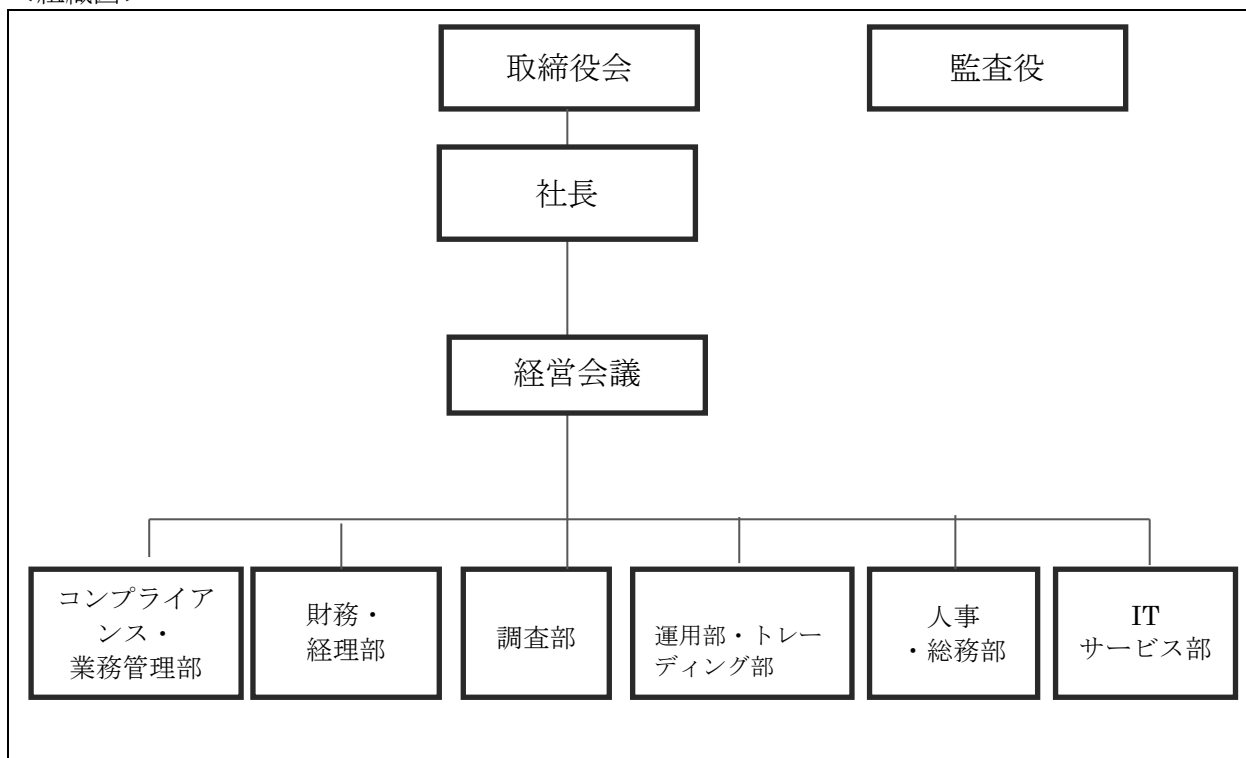 取締役会
監査役
社長
経営会議
コンプライア
ンス・
業務管理部
財務・
経理部
調査部
運用部・トレー
ディング部
人事
・総務部
IT
サービス部